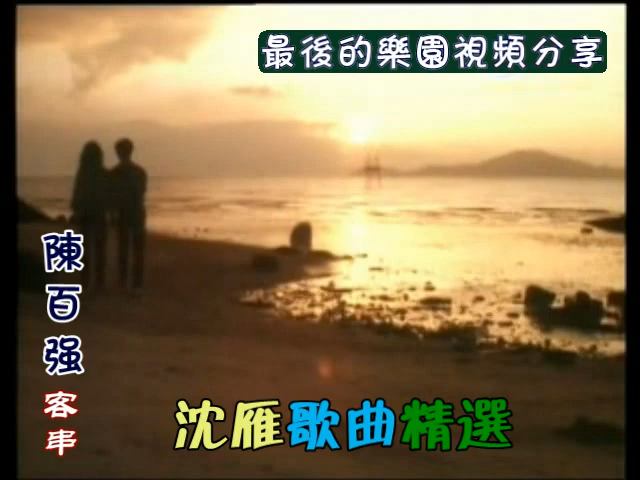 最後的樂園視頻分享
陳百强
客串
沈雁歌曲精選